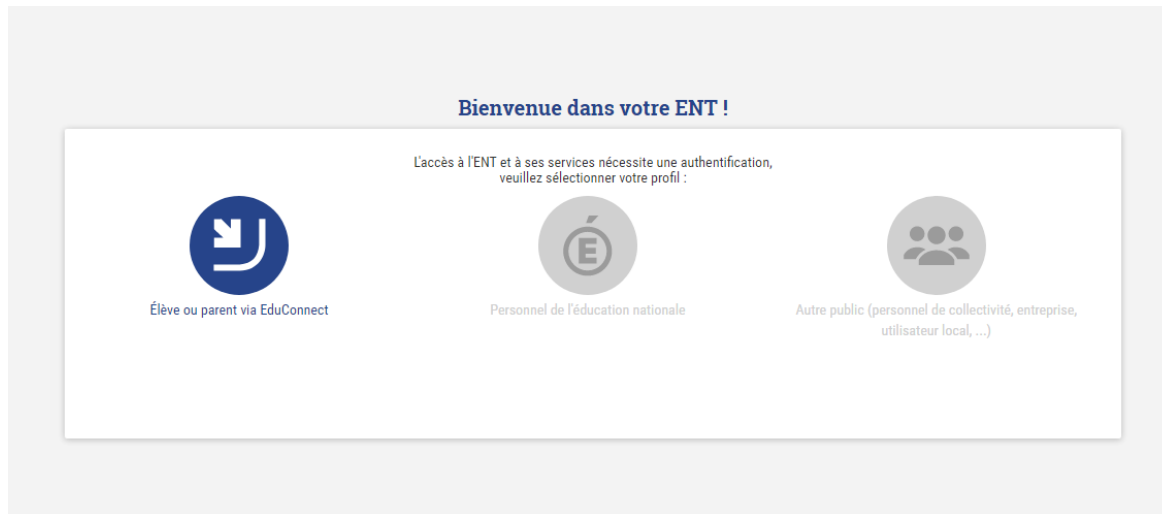 Bienvenue dans votre ENT !
L'accès à l'ENT et à ses services nécessite une authentification,
veuillez sélectionner votre profil :
É
Élève ou parent via EduConnect
Personnel de l'éducation nationale
Autre public (personnel de collectivité, entreprise,
utilisateur local, ...)